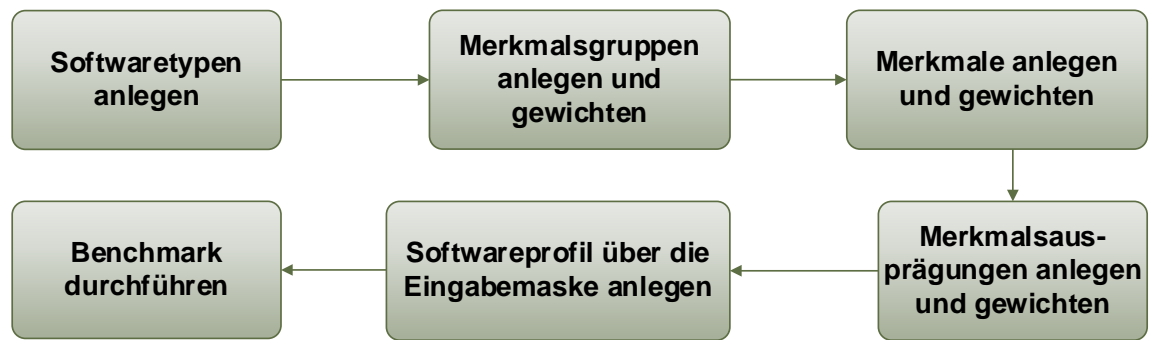 Softwaretypen
anlegen
Merkmalsgruppen
anlegen und
gewichten
Merkmale anlegen
und gewichten
Merkmalsaus-
prägungen anlegen
und gewichten
Softwareprofil über die
Eingabemaske anlegen
Benchmark
durchführen